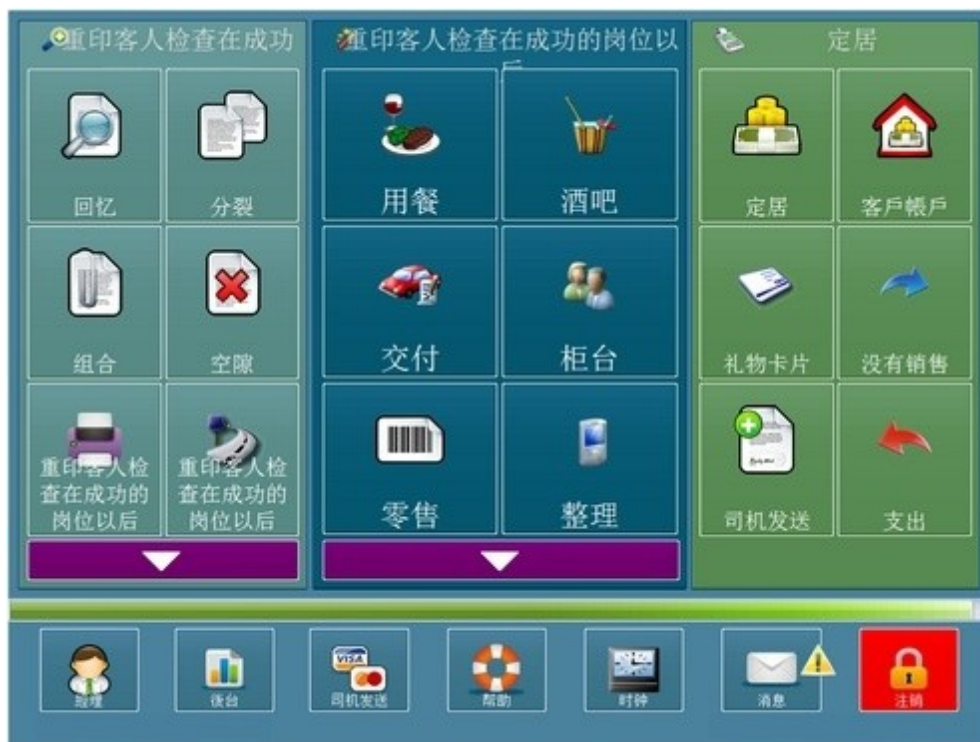 重印客人检查在成功
回忆
分裂
组合
空隙
重印客人检
查在成功的
岗位以后
重印客人检
查在成功的
岗位以后
重印客人检查在成功的岗位以
后
用餐
酒吧
交付
柜台
零售
整理
定居
定居
客戶帳戶
礼物卡片
没有销售
司机发送
支出
经理
後台
VISA
司机发送
帮助
时钟
消息
注销